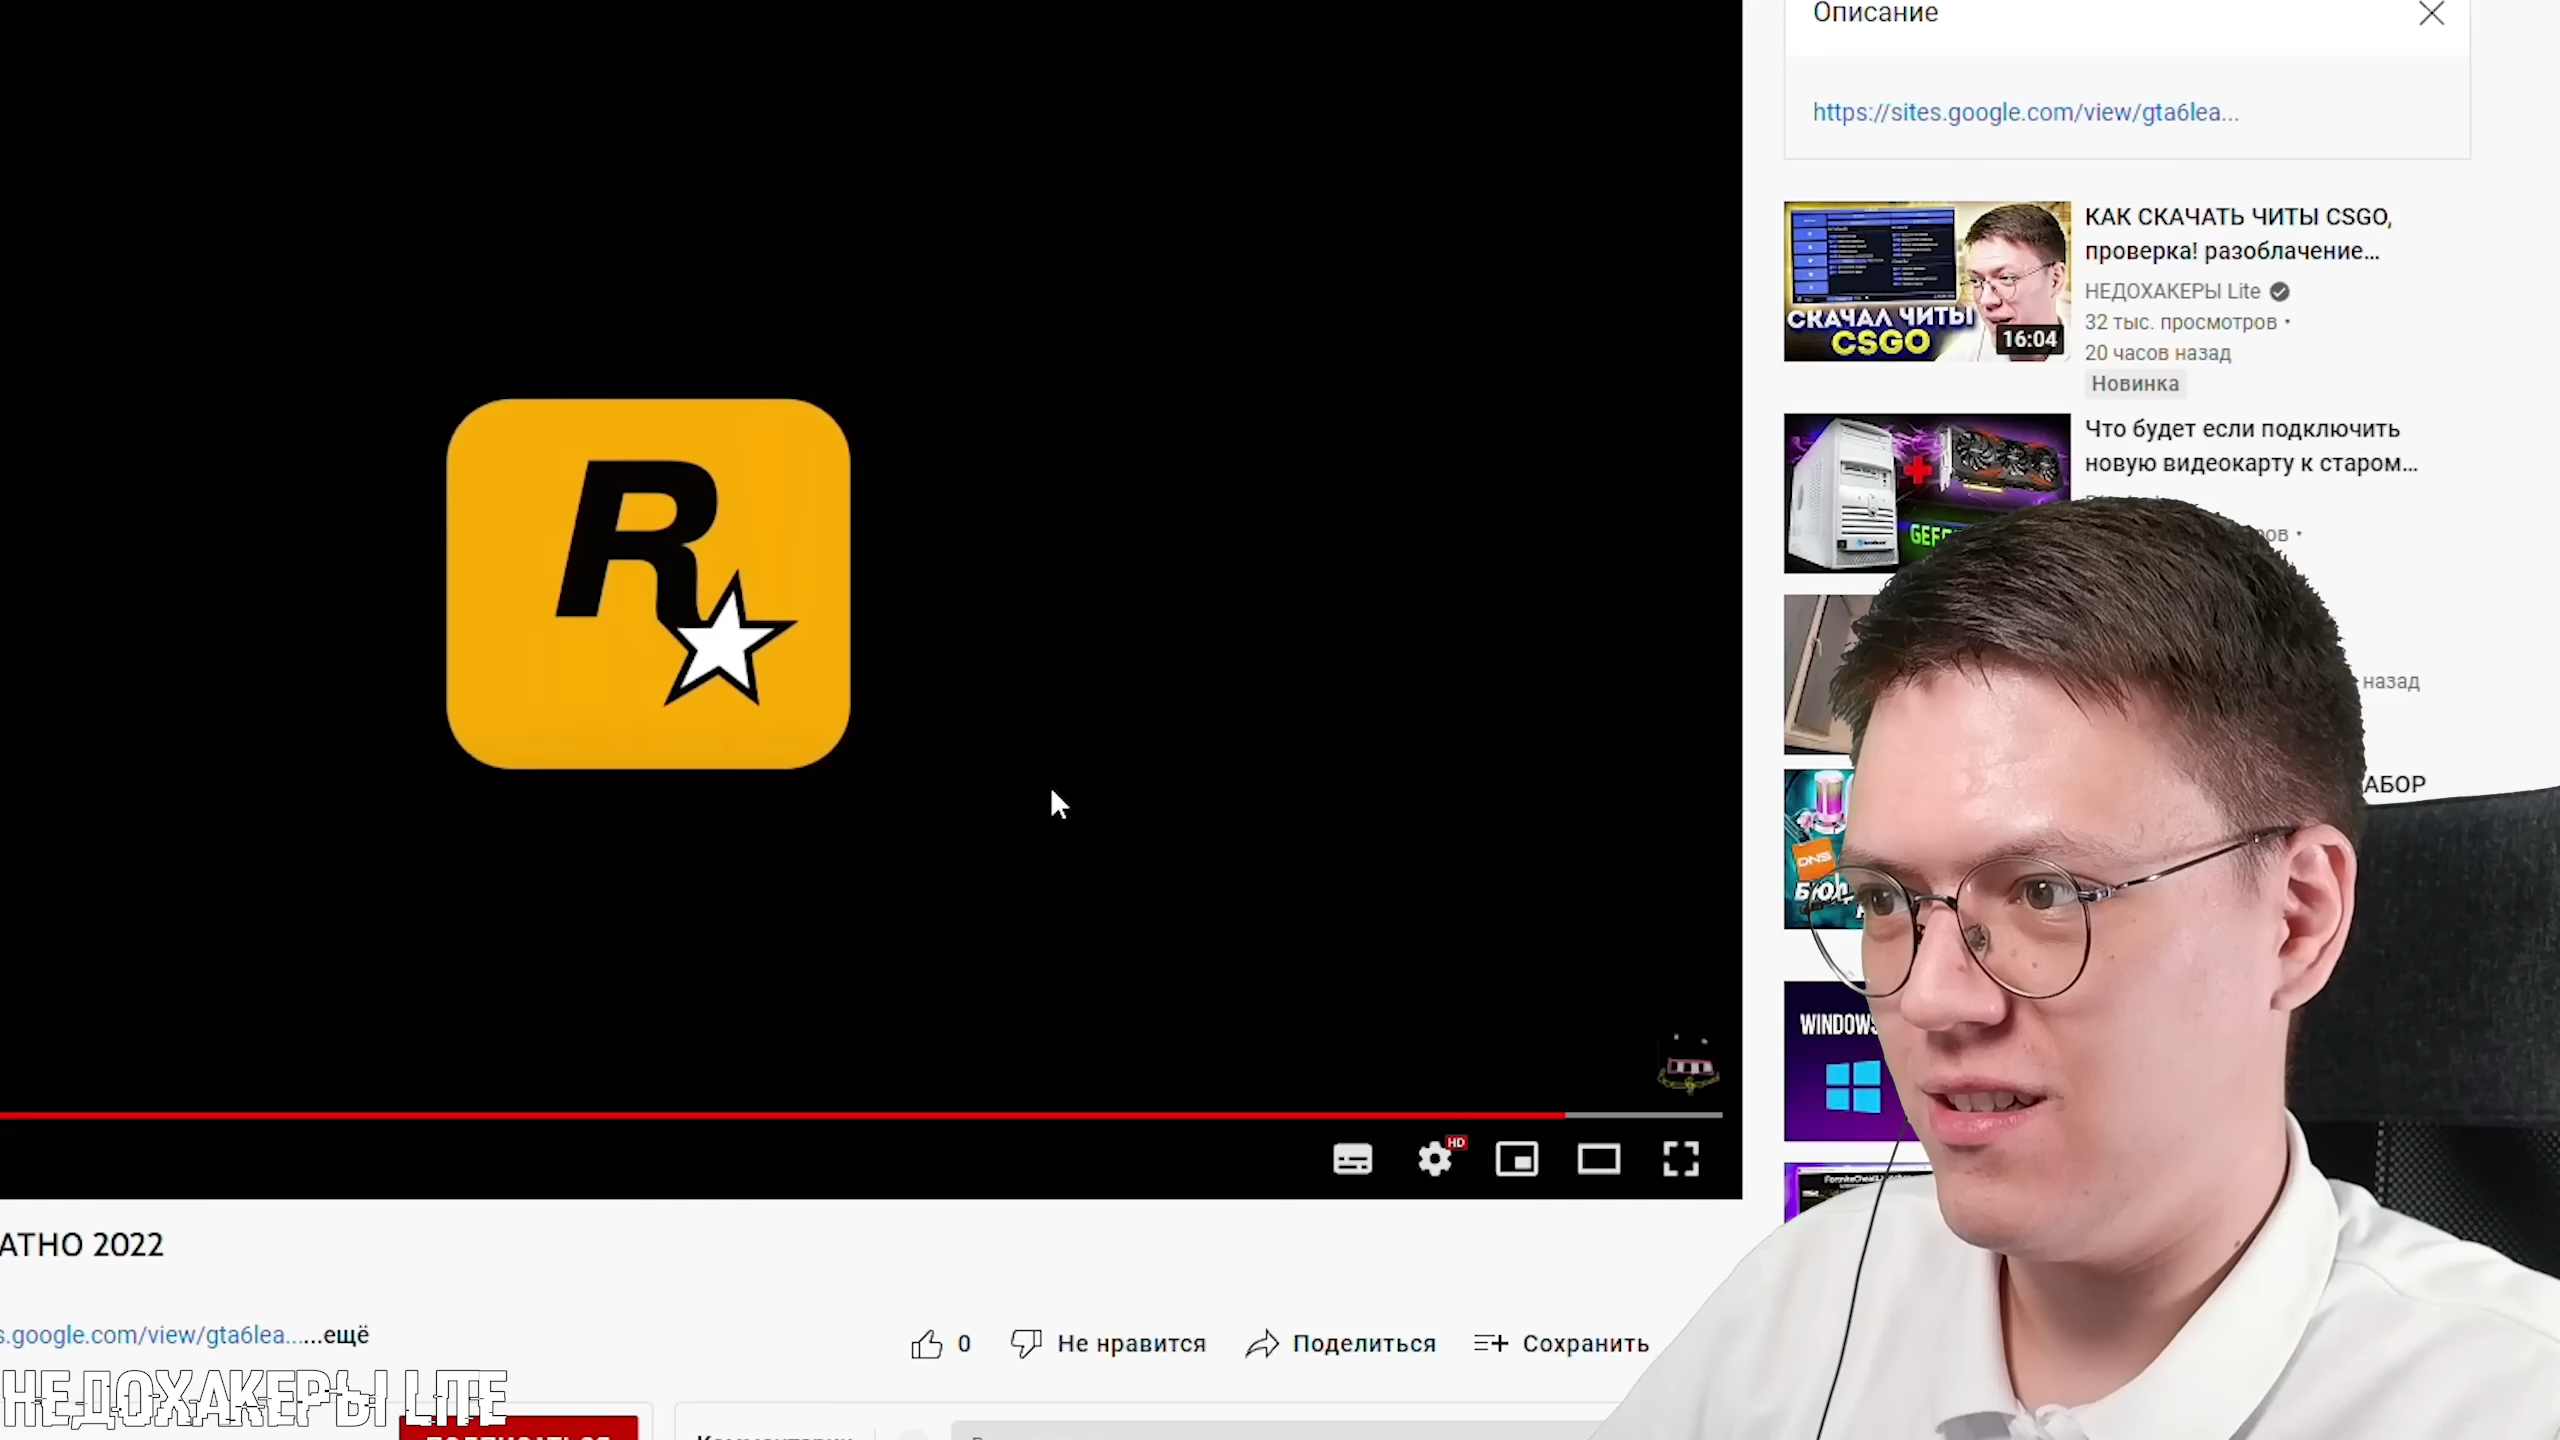 Описание
https://sites.google.com/view/gta6lea...
КАК СКАЧАТЬ ЧИТЫ CSGO,
проверка! разоблачение...
НЕДОХАКЕРЫ Lite
32 тыс. просмотров •
20 часов назад
Новинка
СКАЧАЛ ЧИТЫ
CSGO
16:04
Что будет если подключить
новую видеокарту к старом...
назад
АБОР
DNS
WINDOWS
R
HD
АТНО 2022
s.google.com/view/gta6lea......ещё
0
Не нравится
Поделиться
Сохранить
НЕДОХАКЕРЫ LITE